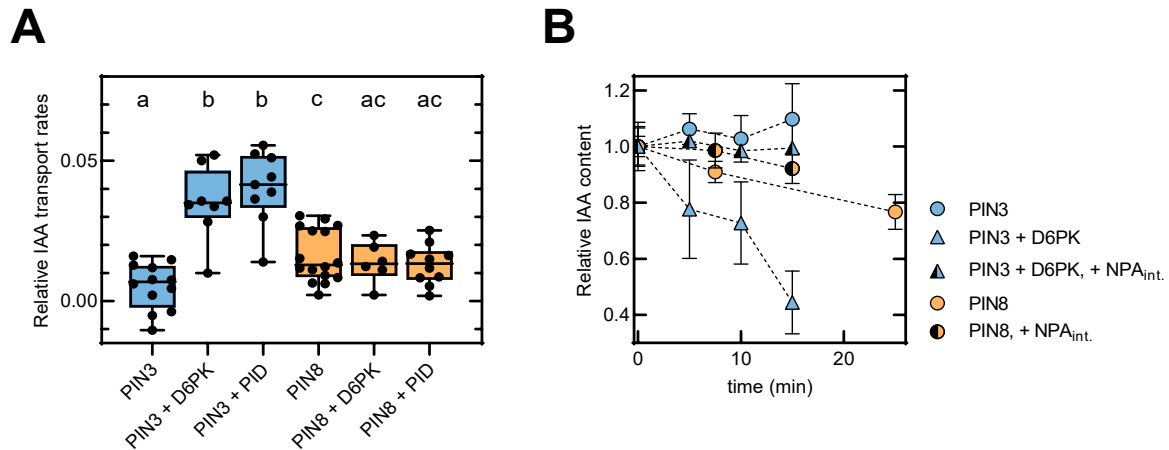 A
Relative IAA transport rates
0.05
0.00
a b b c ac ac
PIN3
PIN3 + D6PK
PIN3 + PID
PIN8
PIN8 + D6PK
PIN8 + PID
B
Relative IAA content
1.2
1.0
0.8
0.6
0.4
0 10 20
time (min)
PIN3
PIN3 + D6PK
PIN3 + D6PK, + NPAint.
PIN8
PIN8, + NPAint.